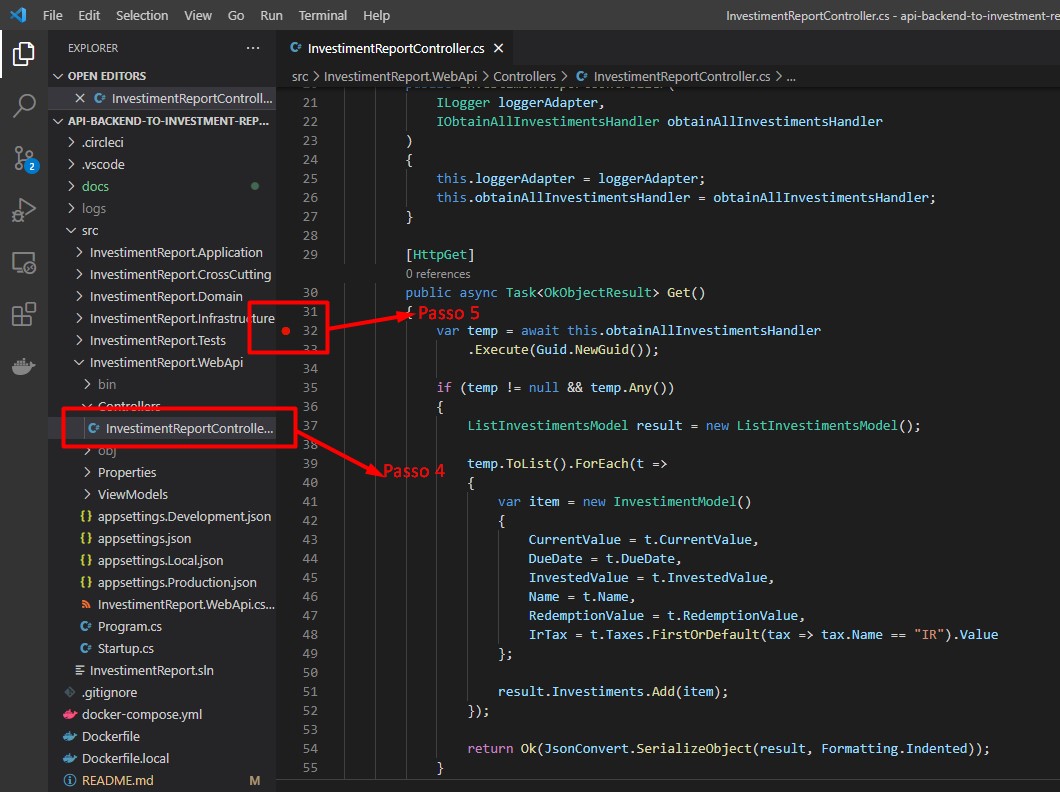 File Edit Selection View Go Run Terminal Help
InvestimentReportController.cs - api-backend-to-investment-re
EXPLORER
OPEN EDITORS
InvestimentReportControll...
API-BACKEND-TO-INVESTMENT-REP...
.circleci
.vscode
docs
logs
src
InvestimentReport.Application
InvestimentReport.CrossCutting
InvestimentReport.Domain
InvestimentReport.Infrastructure
InvestimentReport.Tests
InvestimentReport.WebApi
bin
Controllers
InvestimentReportControlle...
obj
Properties
ViewModels
appsettings.Development.json
appsettings.json
appsettings.Local.json
appsettings.Production.json
InvestimentReport.WebApi.cs...
Program.cs
Startup.cs
InvestimentReport.sln
.gitignore
docker-compose.yml
Dockerfile
Dockerfile.local
README.md M
2
InvestimentReportController.cs
src > InvestimentReport.WebApi > Controllers > InvestimentReportController.cs > ...
21 ILogger loggerAdapter,
22 IObtainAllInvestimentsHandler obtainAllInvestimentsHandler
23 )
24 {
25 this.loggerAdapter = loggerAdapter;
26 this.obtainAllInvestimentsHandler = obtainAllInvestimentsHandler;
27 }
28
29 [HttpGet]
0 references
30 public async Task<OkObjectResult> Get()
31 {
Passo 5
32 var temp = await this.obtainAllInvestimentsHandler
33 .Execute(Guid.NewGuid());
34
35 if (temp != null && temp.Any())
36 {
37 ListInvestimentsModel result = new ListInvestimentsModel();
38
39 temp.ToList().ForEach(t =>
Passo 4
40 {
41 var item = new InvestimentModel()
42 {
43 CurrentValue = t.CurrentValue,
44 DueDate = t.DueDate,
45 InvestedValue = t.InvestedValue,
46 Name = t.Name,
47 RedemptionValue = t.RedemptionValue,
48 IrTax = t.Taxes.FirstOrDefault(tax => tax.Name == "IR").Value
49 };
50
51 result.Investiments.Add(item);
52 });
53
54 return Ok(JsonConvert.SerializeObject(result, Formatting.Indented));
55 }